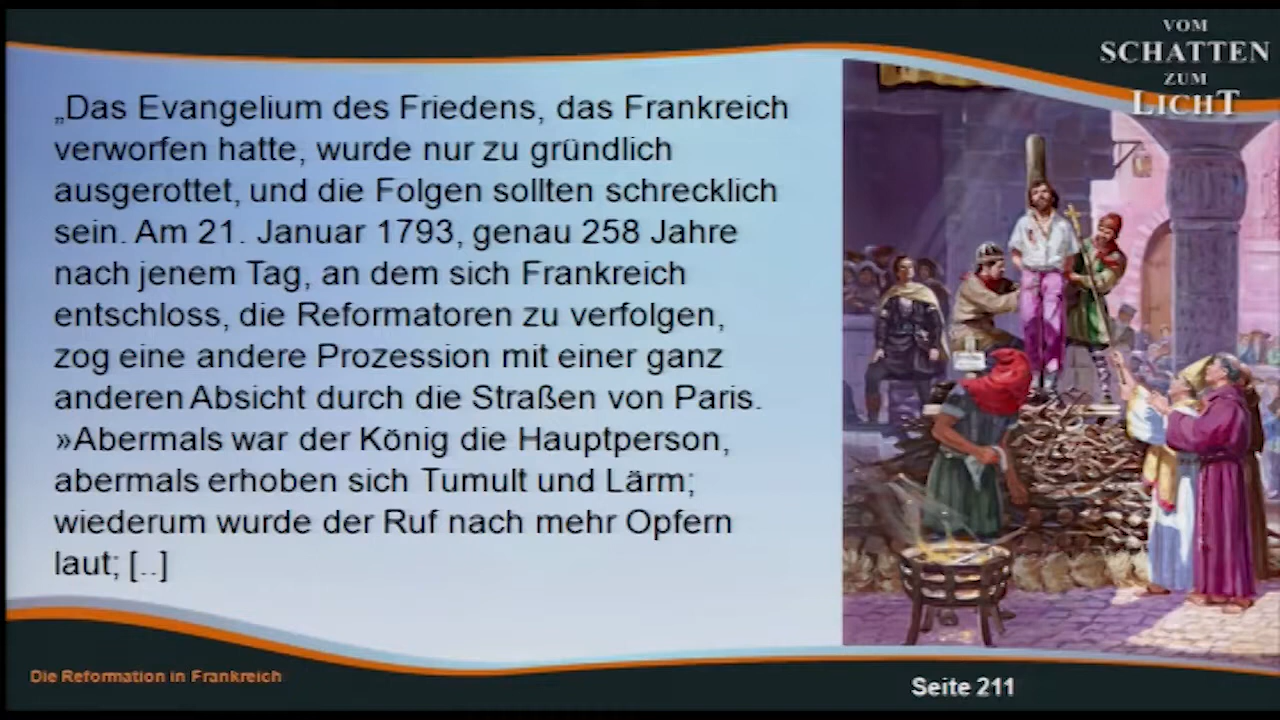 VOM
SCHATTEN
ZUM
LICHT
„Das Evangelium des Friedens, das Frankreich
verworfen hatte, wurde nur zu gründlich
ausgerottet, und die Folgen sollten schrecklich
sein. Am 21. Januar 1793, genau 258 Jahre
nach jenem Tag, an dem sich Frankreich
entschloss, die Reformatoren zu verfolgen,
zog eine andere Prozession mit einer ganz
anderen Absicht durch die Straßen von Paris.
»Abermals war der König die Hauptperson,
abermals erhoben sich Tumult und Lärm;
wiederum wurde der Ruf nach mehr Opfern
laut; [..]
Die Reformation in Frankreich
Seite 211